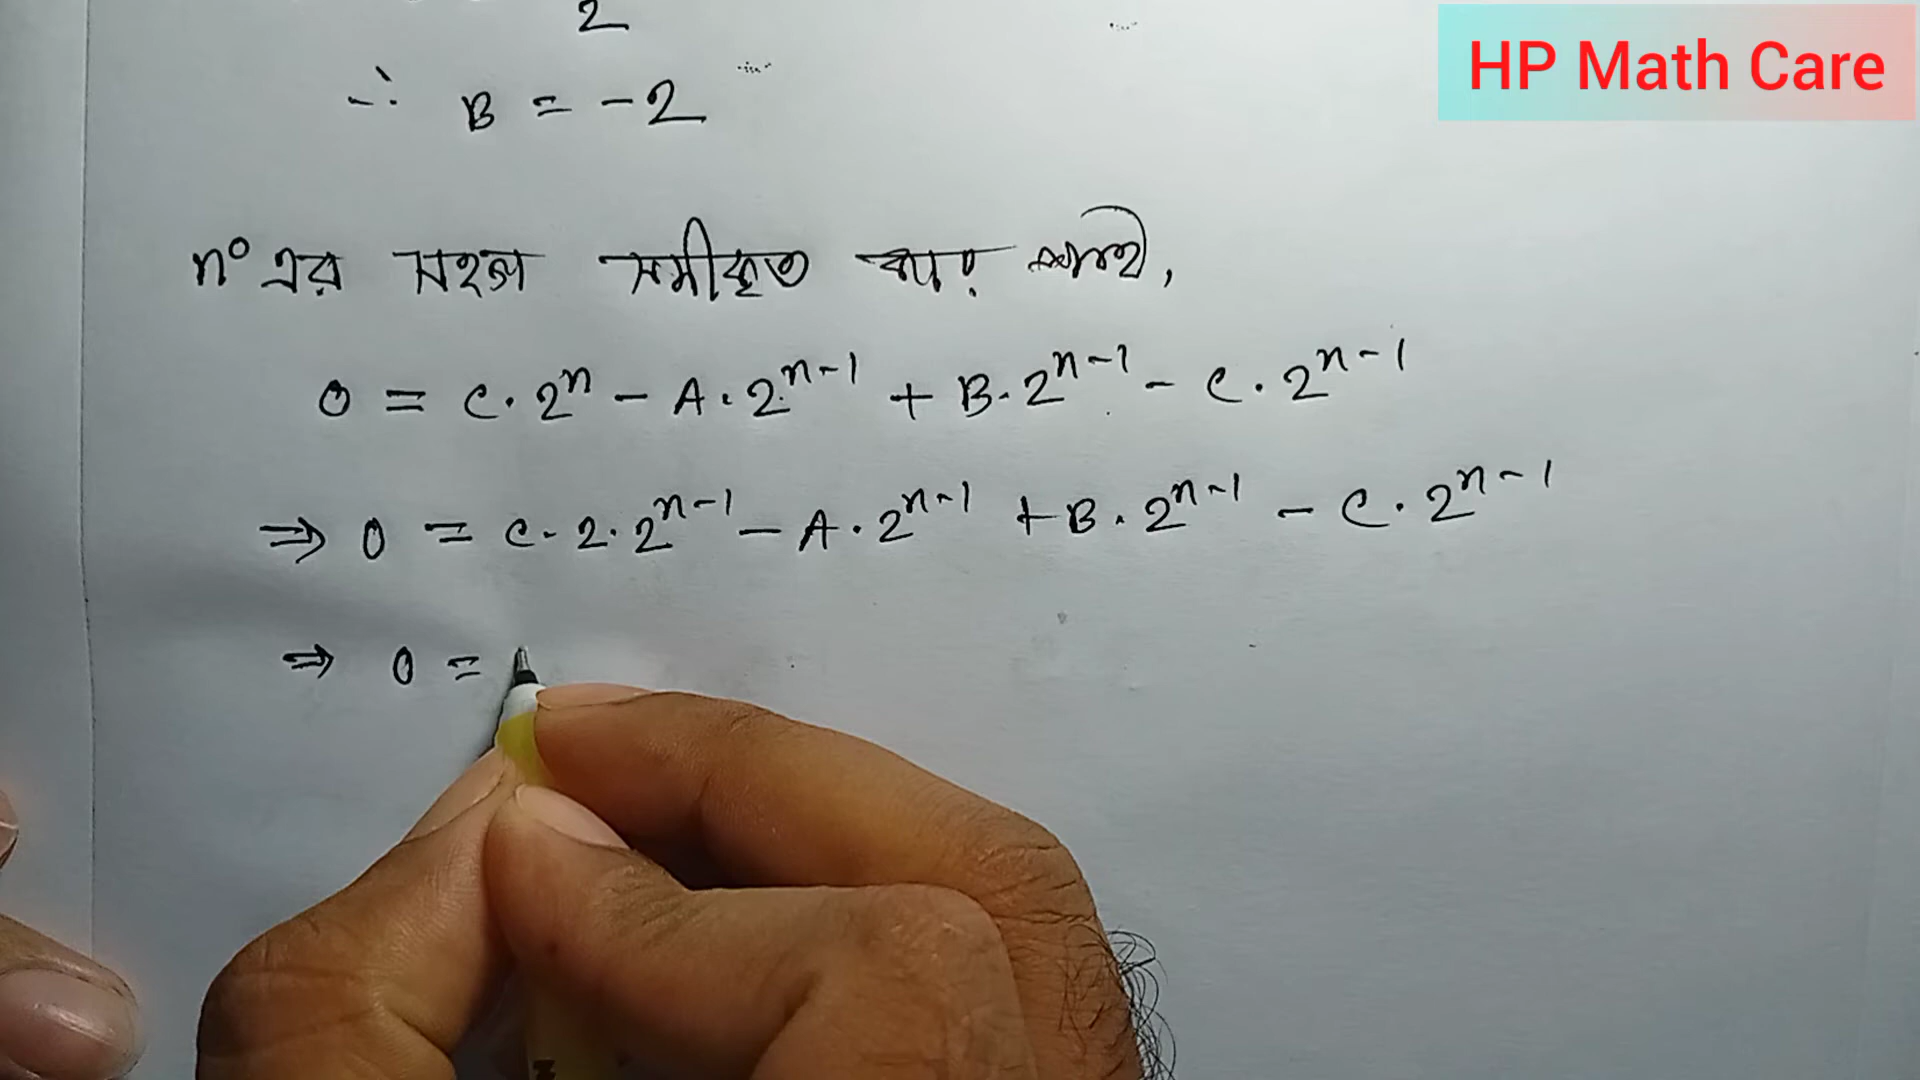 HP Math Care
2
∴ B = -2
n° এর সহগ সমীকৃত করে পাই,
0 = C·2ⁿ - A·2ⁿ⁻¹ + B·2ⁿ⁻¹ - C·2ⁿ⁻¹
⇒ 0 = C·2·2ⁿ⁻¹ - A·2ⁿ⁻¹ + B·2ⁿ⁻¹ - C·2ⁿ⁻¹
⇒ 0 =